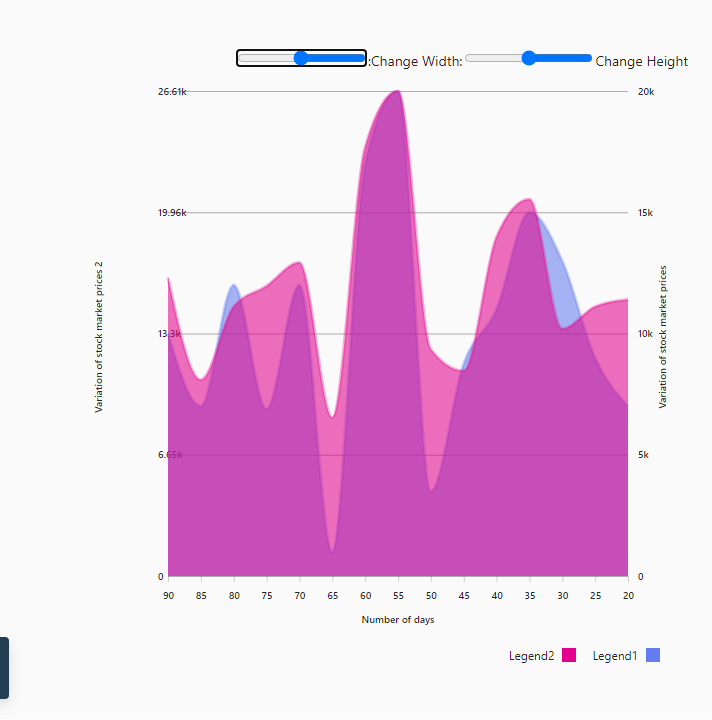 :Change Width: Change Height
26.61k 20k
19.96k 15k
13.3k 10k
6.65k 5k
0 0
Variation of stock market prices 2
Variation of stock market prices
90 85 80 75 70 65 60 55 50 45 40 35 30 25 20
Number of days
Legend2 Legend1